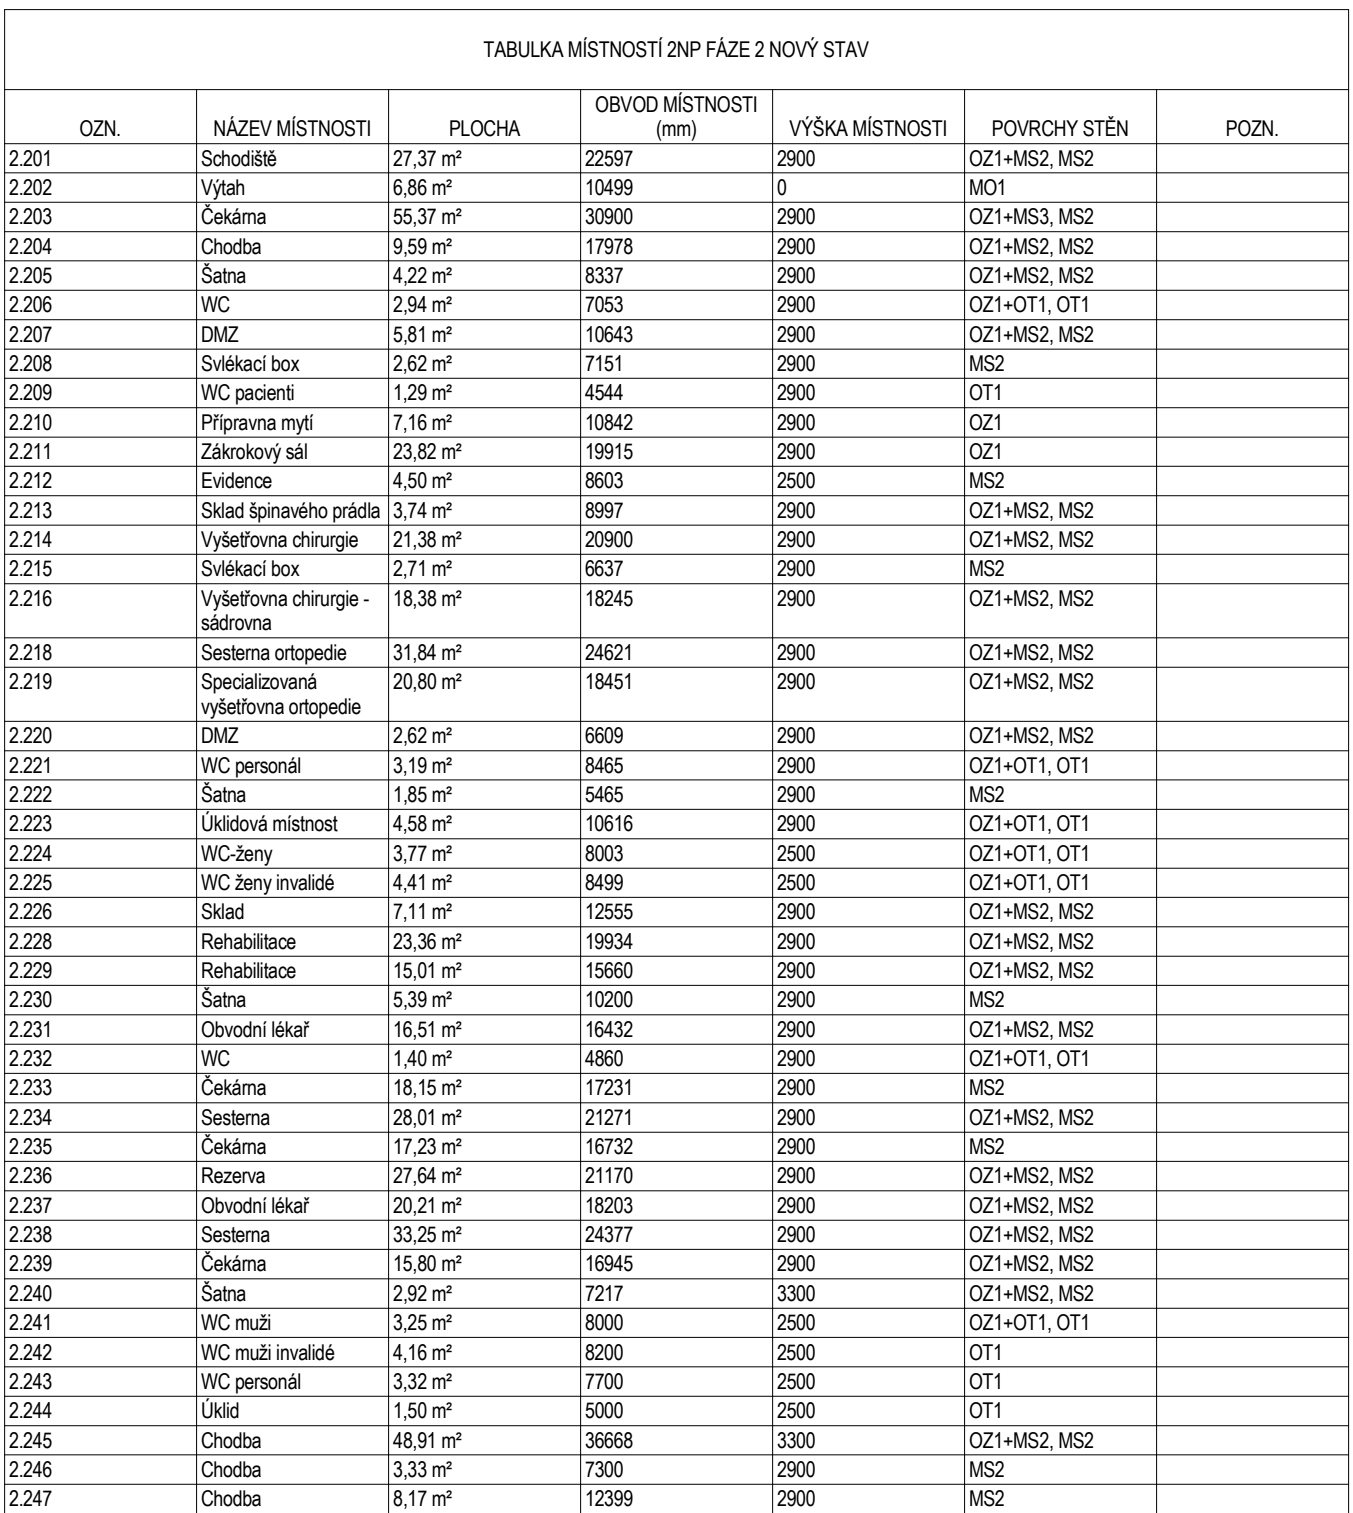 TABULKA MÍSTNOSTÍ 2NP FÁZE 2 NOVÝ STAV
OZN. NÁZEV MÍSTNOSTI PLOCHA OBVOD MÍSTNOSTI (mm) VÝŠKA MÍSTNOSTI POVRCHY STĚN POZN.
2.201 Schodiště 27,37 m² 22597 2900 OZ1+MS2, MS2
2.202 Výtah 6,86 m² 10499 0 MO1
2.203 Čekárna 55,37 m² 30900 2900 OZ1+MS3, MS2
2.204 Chodba 9,59 m² 17978 2900 OZ1+MS2, MS2
2.205 Šatna 4,22 m² 8337 2900 OZ1+MS2, MS2
2.206 WC 2,94 m² 7053 2900 OZ1+OT1, OT1
2.207 DMZ 5,81 m² 10643 2900 OZ1+MS2, MS2
2.208 Svlékací box 2,62 m² 7151 2900 MS2
2.209 WC pacienti 1,29 m² 4544 2900 OT1
2.210 Přípravna mytí 7,16 m² 10842 2900 OZ1
2.211 Zákrokový sál 23,82 m² 19915 2900 OZ1
2.212 Evidence 4,50 m² 8603 2500 MS2
2.213 Sklad špinavého prádla 3,74 m² 8997 2900 OZ1+MS2, MS2
2.214 Vyšetřovna chirurgie 21,38 m² 20900 2900 OZ1+MS2, MS2
2.215 Svlékací box 2,71 m² 6637 2900 MS2
2.216 Vyšetřovna chirurgie - 18,38 m² 18245 2900 OZ1+MS2, MS2
sádrovna
2.218 Sesterna ortopedie 31,84 m² 24621 2900 OZ1+MS2, MS2
2.219 Specializovaná 20,80 m² 18451 2900 OZ1+MS2, MS2
vyšetřovna ortopedie
2.220 DMZ 2,62 m² 6609 2900 OZ1+MS2, MS2
2.221 WC personál 3,19 m² 8465 2900 OZ1+OT1, OT1
2.222 Šatna 1,85 m² 5465 2900 MS2
2.223 Úklidová místnost 4,58 m² 10616 2900 OZ1+OT1, OT1
2.224 WC-ženy 3,77 m² 8003 2500 OZ1+OT1, OT1
2.225 WC ženy invalidé 4,41 m² 8499 2500 OZ1+OT1, OT1
2.226 Sklad 7,11 m² 12555 2900 OZ1+MS2, MS2
2.228 Rehabilitace 23,36 m² 19934 2900 OZ1+MS2, MS2
2.229 Rehabilitace 15,01 m² 15660 2900 OZ1+MS2, MS2
2.230 Šatna 5,39 m² 10200 2900 MS2
2.231 Obvodní lékař 16,51 m² 16432 2900 OZ1+MS2, MS2
2.232 WC 1,40 m² 4860 2900 OZ1+OT1, OT1
2.233 Čekárna 18,15 m² 17231 2900 MS2
2.234 Sesterna 28,01 m² 21271 2900 OZ1+MS2, MS2
2.235 Čekárna 17,23 m² 16732 2900 MS2
2.236 Rezerva 27,64 m² 21170 2900 OZ1+MS2, MS2
2.237 Obvodní lékař 20,21 m² 18203 2900 OZ1+MS2, MS2
2.238 Sesterna 33,25 m² 24377 2900 OZ1+MS2, MS2
2.239 Čekárna 15,80 m² 16945 2900 OZ1+MS2, MS2
2.240 Šatna 2,92 m² 7217 3300 OZ1+MS2, MS2
2.241 WC muži 3,25 m² 8000 2500 OZ1+OT1, OT1
2.242 WC muži invalidé 4,16 m² 8200 2500 OT1
2.243 WC personál 3,32 m² 7700 2500 OT1
2.244 Úklid 1,50 m² 5000 2500 OT1
2.245 Chodba 48,91 m² 36668 3300 OZ1+MS2, MS2
2.246 Chodba 3,33 m² 7300 2900 MS2
2.247 Chodba 8,17 m² 12399 2900 MS2